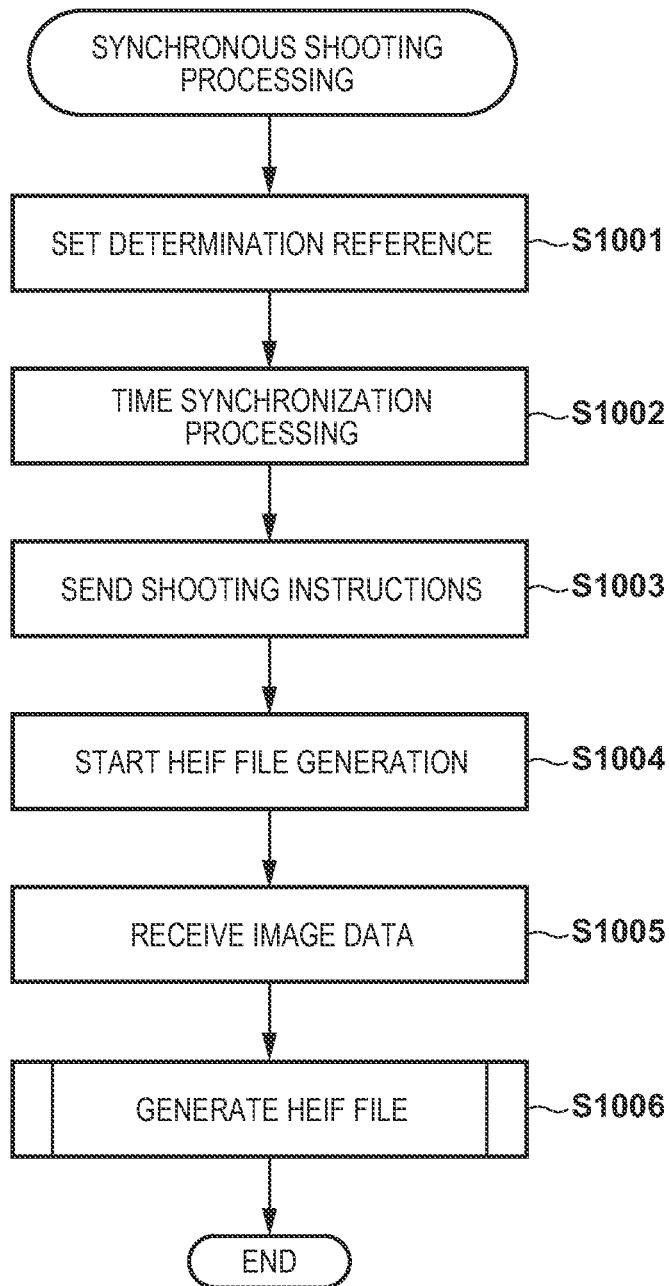 SYNCHRONOUS SHOOTING
PROCESSING
SET DETERMINATION REFERENCE
S1001
TIME SYNCHRONIZATION
PROCESSING
S1002
SEND SHOOTING INSTRUCTIONS
S1003
START HEIF FILE GENERATION
S1004
RECEIVE IMAGE DATA
S1005
GENERATE HEIF FILE
S1006
END